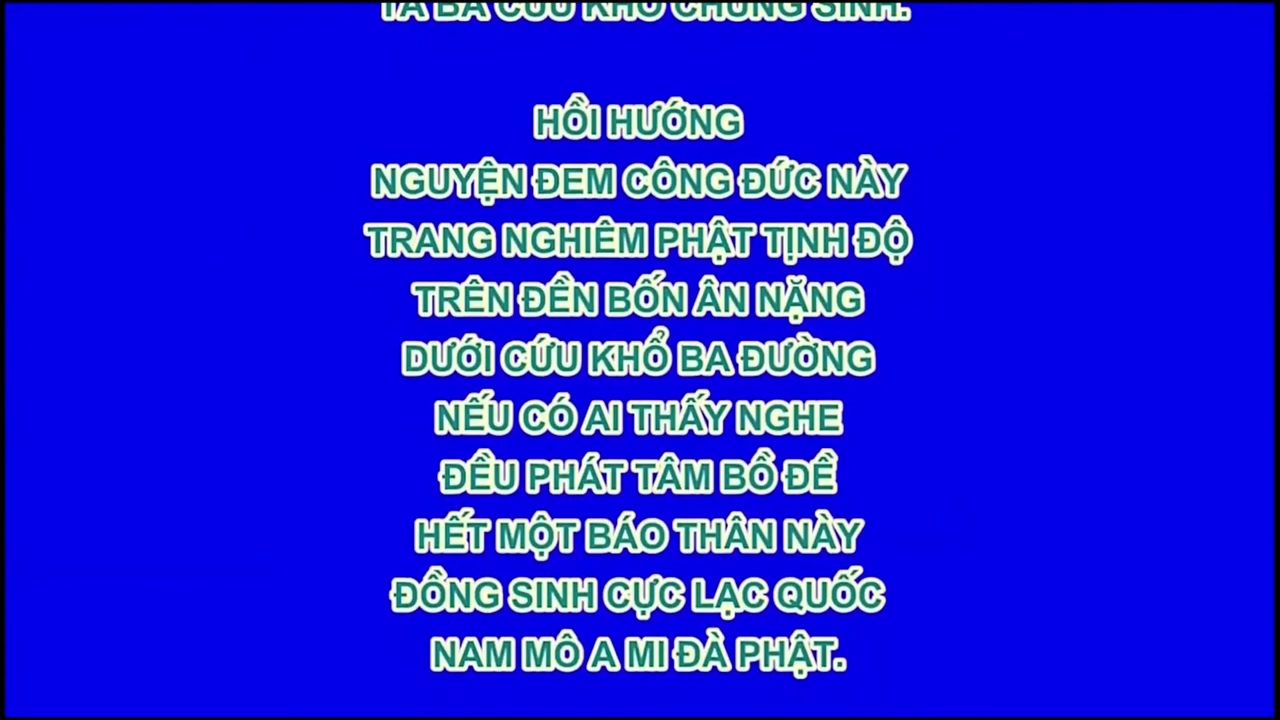 TA BÀ CỨU KHỔ CHÚNG SINH.
HỒI HƯỚNG
NGUYỆN ĐEM CÔNG ĐỨC NÀY
TRANG NGHIÊM PHẬT TỊNH ĐỘ
TRÊN ĐỀN BỐN ÂN NẶNG
DƯỚI CỨU KHỔ BA ĐƯỜNG
NẾU CÓ AI THẤY NGHE
ĐỀU PHÁT TÂM BỒ ĐỀ
HẾT MỘT BÁO THÂN NÀY
ĐỒNG SINH CỰC LẠC QUỐC
NAM MÔ A MI ĐÀ PHẬT.